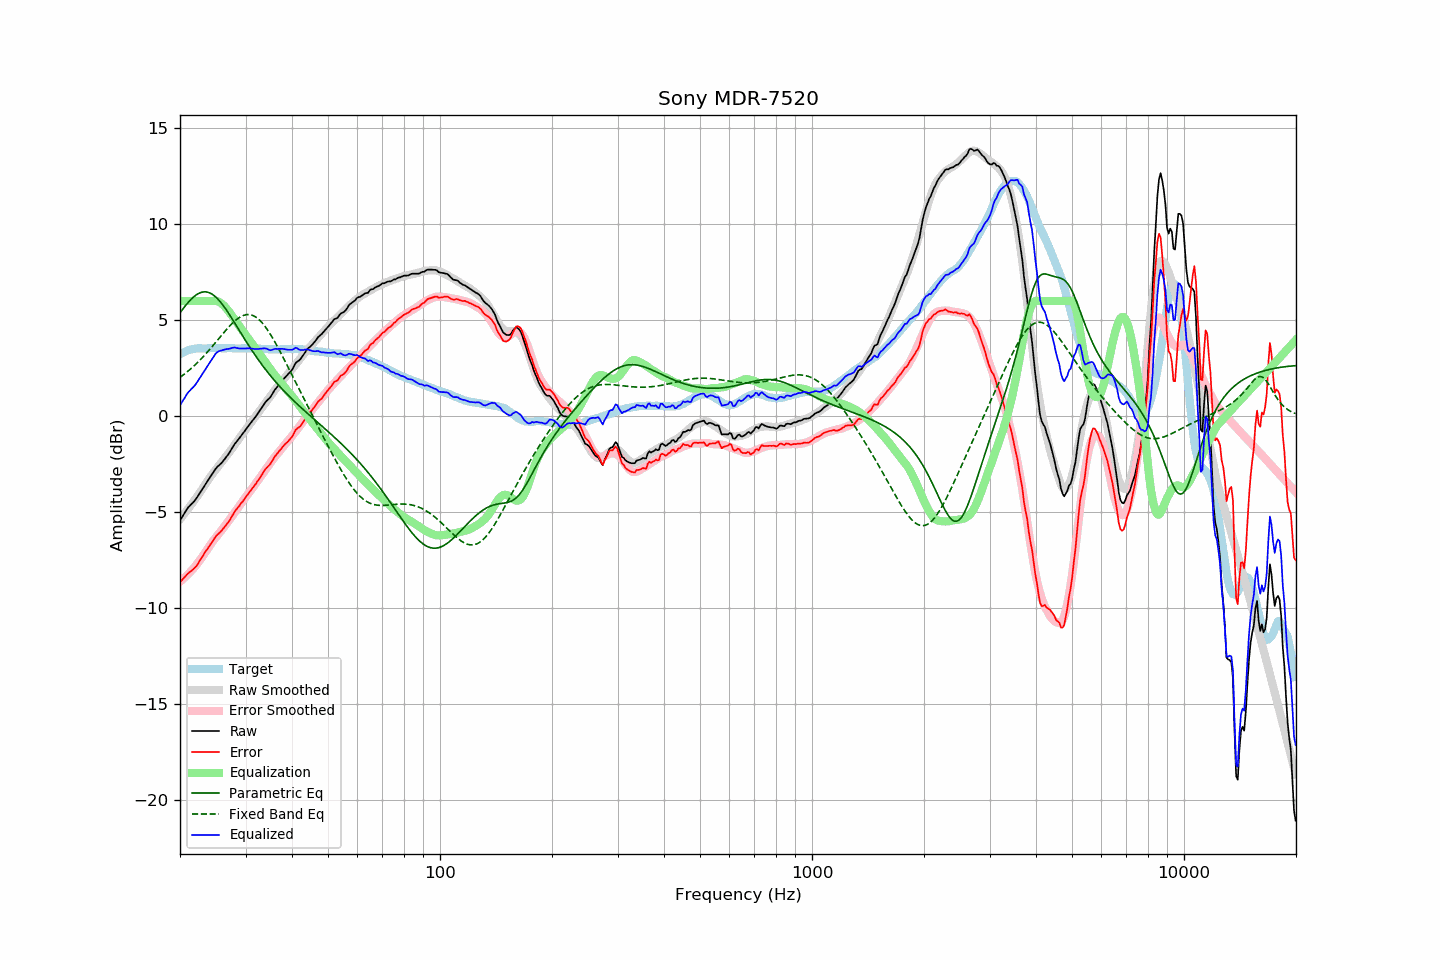 Sony MDR-7520
15
10
5
0
−5
−10
−15
−20
Amplitude (dBr)
Target
Raw Smoothed
Error Smoothed
Raw
Error
Equalization
Parametric Eq
Fixed Band Eq
Equalized
100
1000
10000
Frequency (Hz)